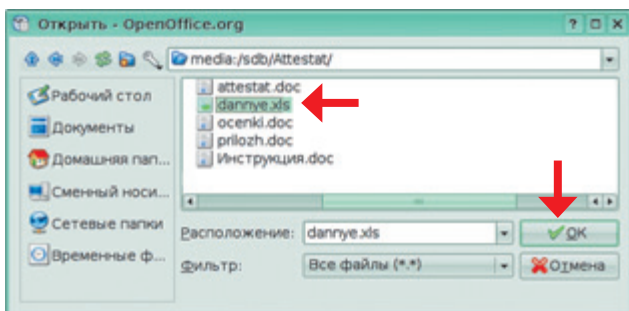 Открыть - OpenOffice.org
media:/sdb/Attestat/
Рабочий стол
Документы
Домашняя пап...
Сменный носи...
Сетевые папки
Временные ф...
attestat.doc
dannye.xls
ocenki.doc
prilozh.doc
Инструкция.doc
Расположение: dannye.xls
OK
Фильтр: Все файлы (*.*)
Отмена